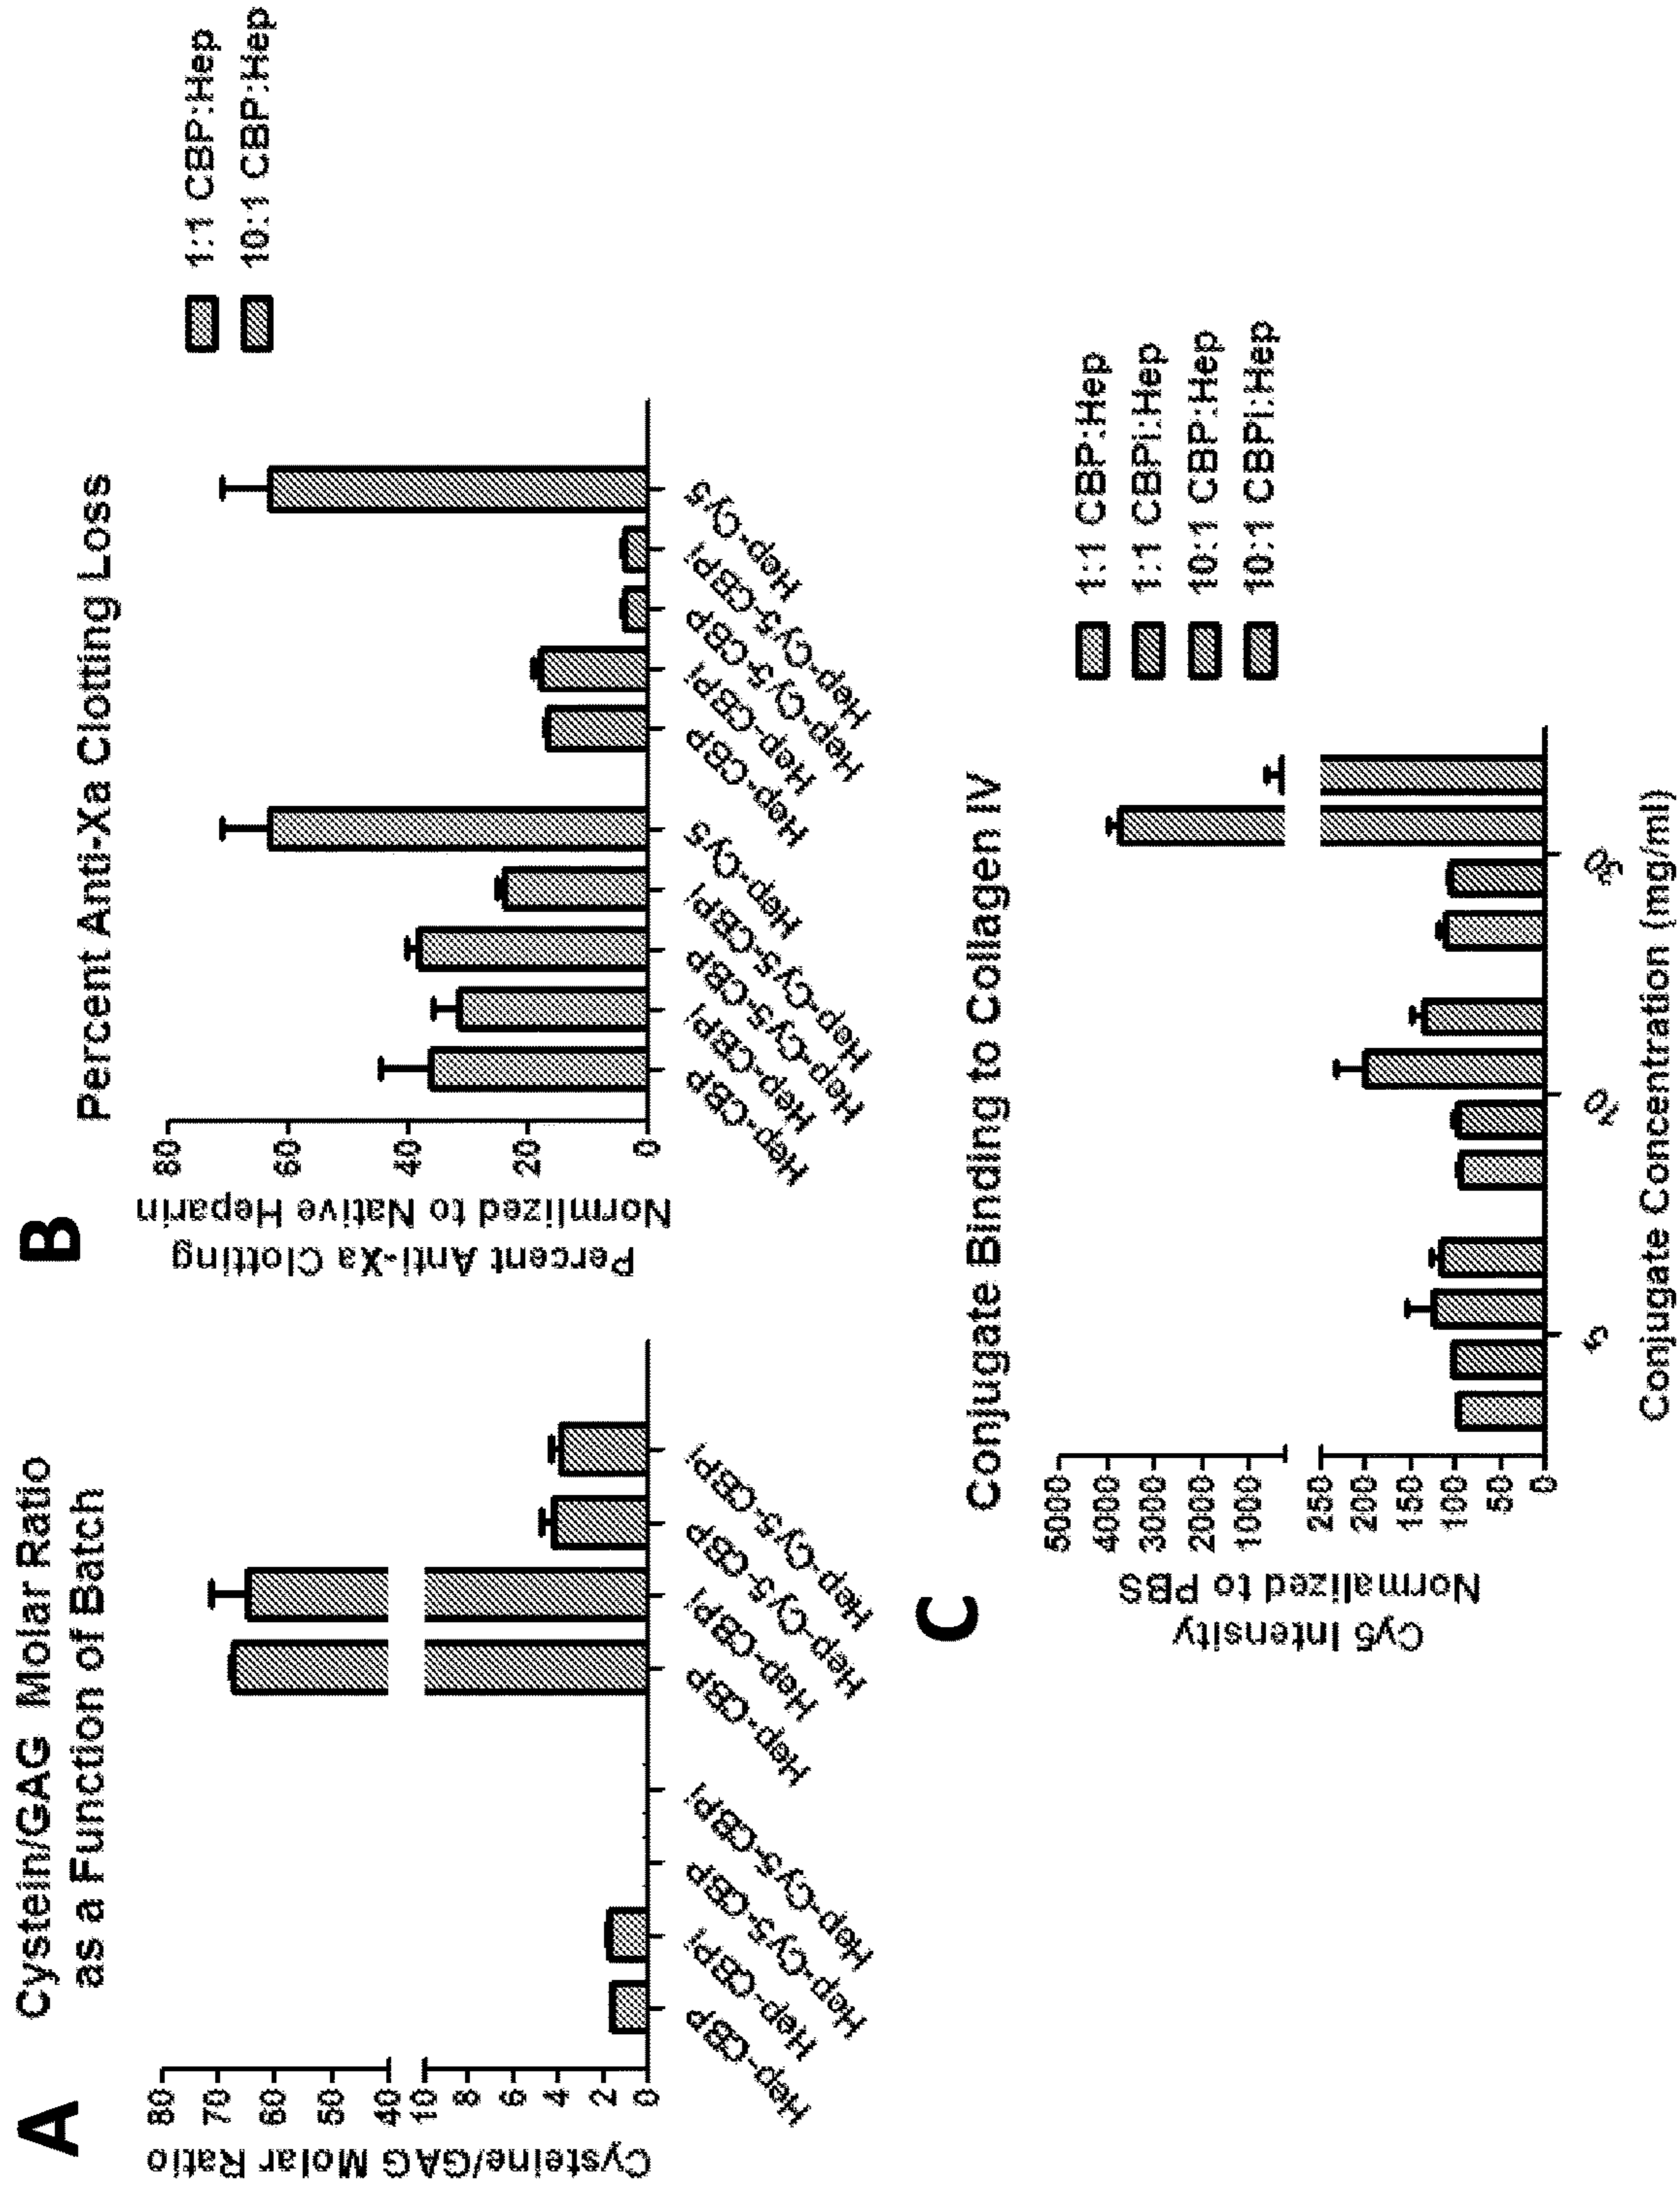 A
Cystein/GAG Molar Ratio
as a Function of Batch
Cysteine/GAG Molar Ratio
80
70
60
50
40
10
8
6
4
2
0
Hep-CBP
Hep-CBPi
Hep-Cy5-CBP
Hep-Cy5-CBPi
Hep-CBP
Hep-CBPi
Hep-Cy5-CBP
Hep-Cy5-CBPi
B
Percent Anti-Xa Clotting Loss
Percent Anti-Xa Clotting
Normlized to Native Heparin
80
60
40
20
0
Hep-CBP
Hep-CBPi
Hep-Cy5-CBP
Hep-Cy5-CBPi
Hep-Cy5
Hep-CBP
Hep-CBPi
Hep-Cy5-CBP
Hep-Cy5-CBPi
Hep-Cy5
1:1 CBP:Hep
10:1 CBP:Hep
C
Conjugate Binding to Collagen IV
Cy5 Intensity
Normalized to PBS
5000
4000
3000
2000
1000
250
200
150
100
50
0
5
10
30
Conjugate Concentration (mg/ml)
1:1 CBP:Hep
1:1 CBPi:Hep
10:1 CBP:Hep
10:1 CBPi:Hep